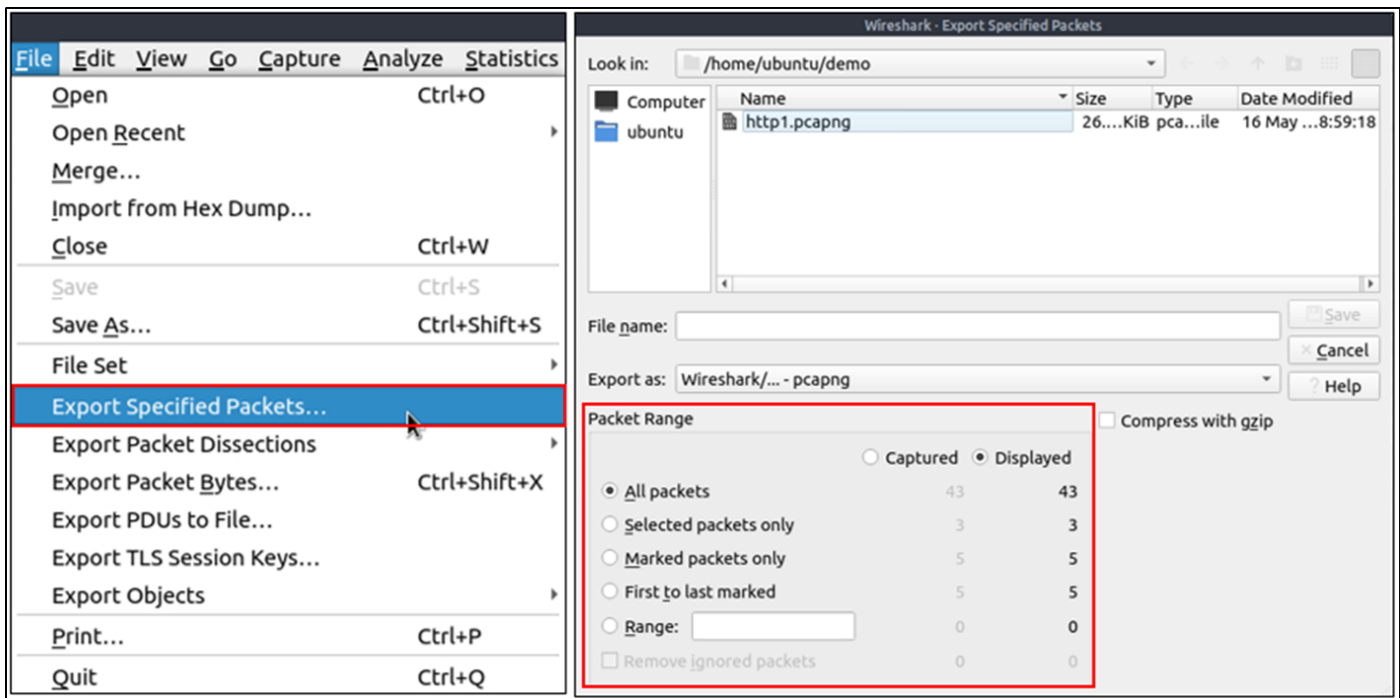 File Edit View Go Capture Analyze Statistics
Open Ctrl+O
Open Recent
Merge...
Import from Hex Dump...
Close Ctrl+W
Save Ctrl+S
Save As... Ctrl+Shift+S
File Set
Export Specified Packets...
Export Packet Dissections
Export Packet Bytes... Ctrl+Shift+X
Export PDUs to File...
Export TLS Session Keys...
Export Objects
Print... Ctrl+P
Quit Ctrl+Q
Wireshark · Export Specified Packets
Look in: /home/ubuntu/demo
Computer
ubuntu
Name Size Type Date Modified
http1.pcapng 26....KiB pca...ile 16 May ...8:59:18
File name: Save
Cancel
Export as: Wireshark/... - pcapng Help
Packet Range Compress with gzip
Captured Displayed
All packets 43 43
Selected packets only 3 3
Marked packets only 5 5
First to last marked 5 5
Range: 0 0
Remove ignored packets 0 0